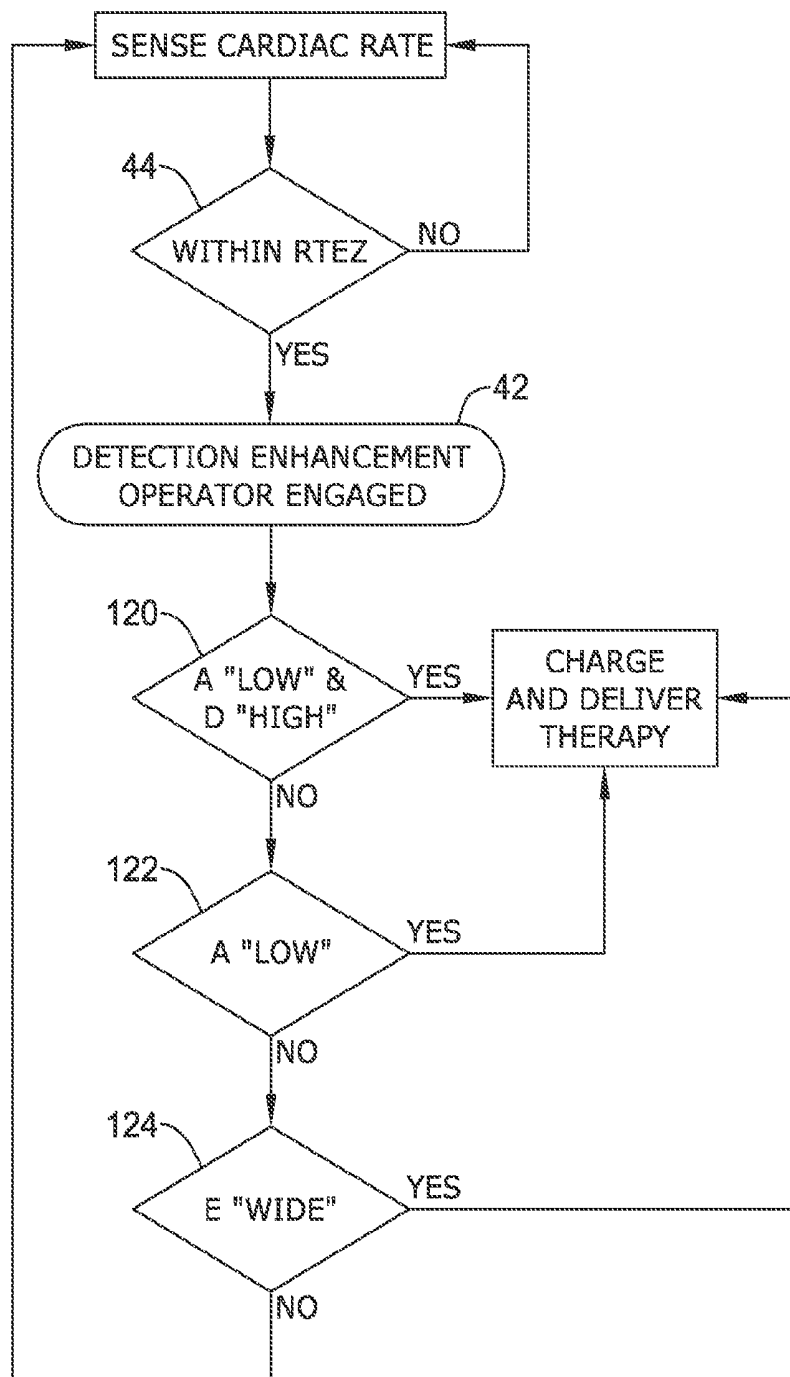 SENSE CARDIAC RATE
44
WITHIN RTEZ
NO
YES
42
DETECTION ENHANCEMENT
OPERATOR ENGAGED
120
A "LOW" &
D "HIGH"
YES
CHARGE
AND DELIVER
THERAPY
NO
122
A "LOW"
YES
NO
124
E "WIDE"
YES
NO